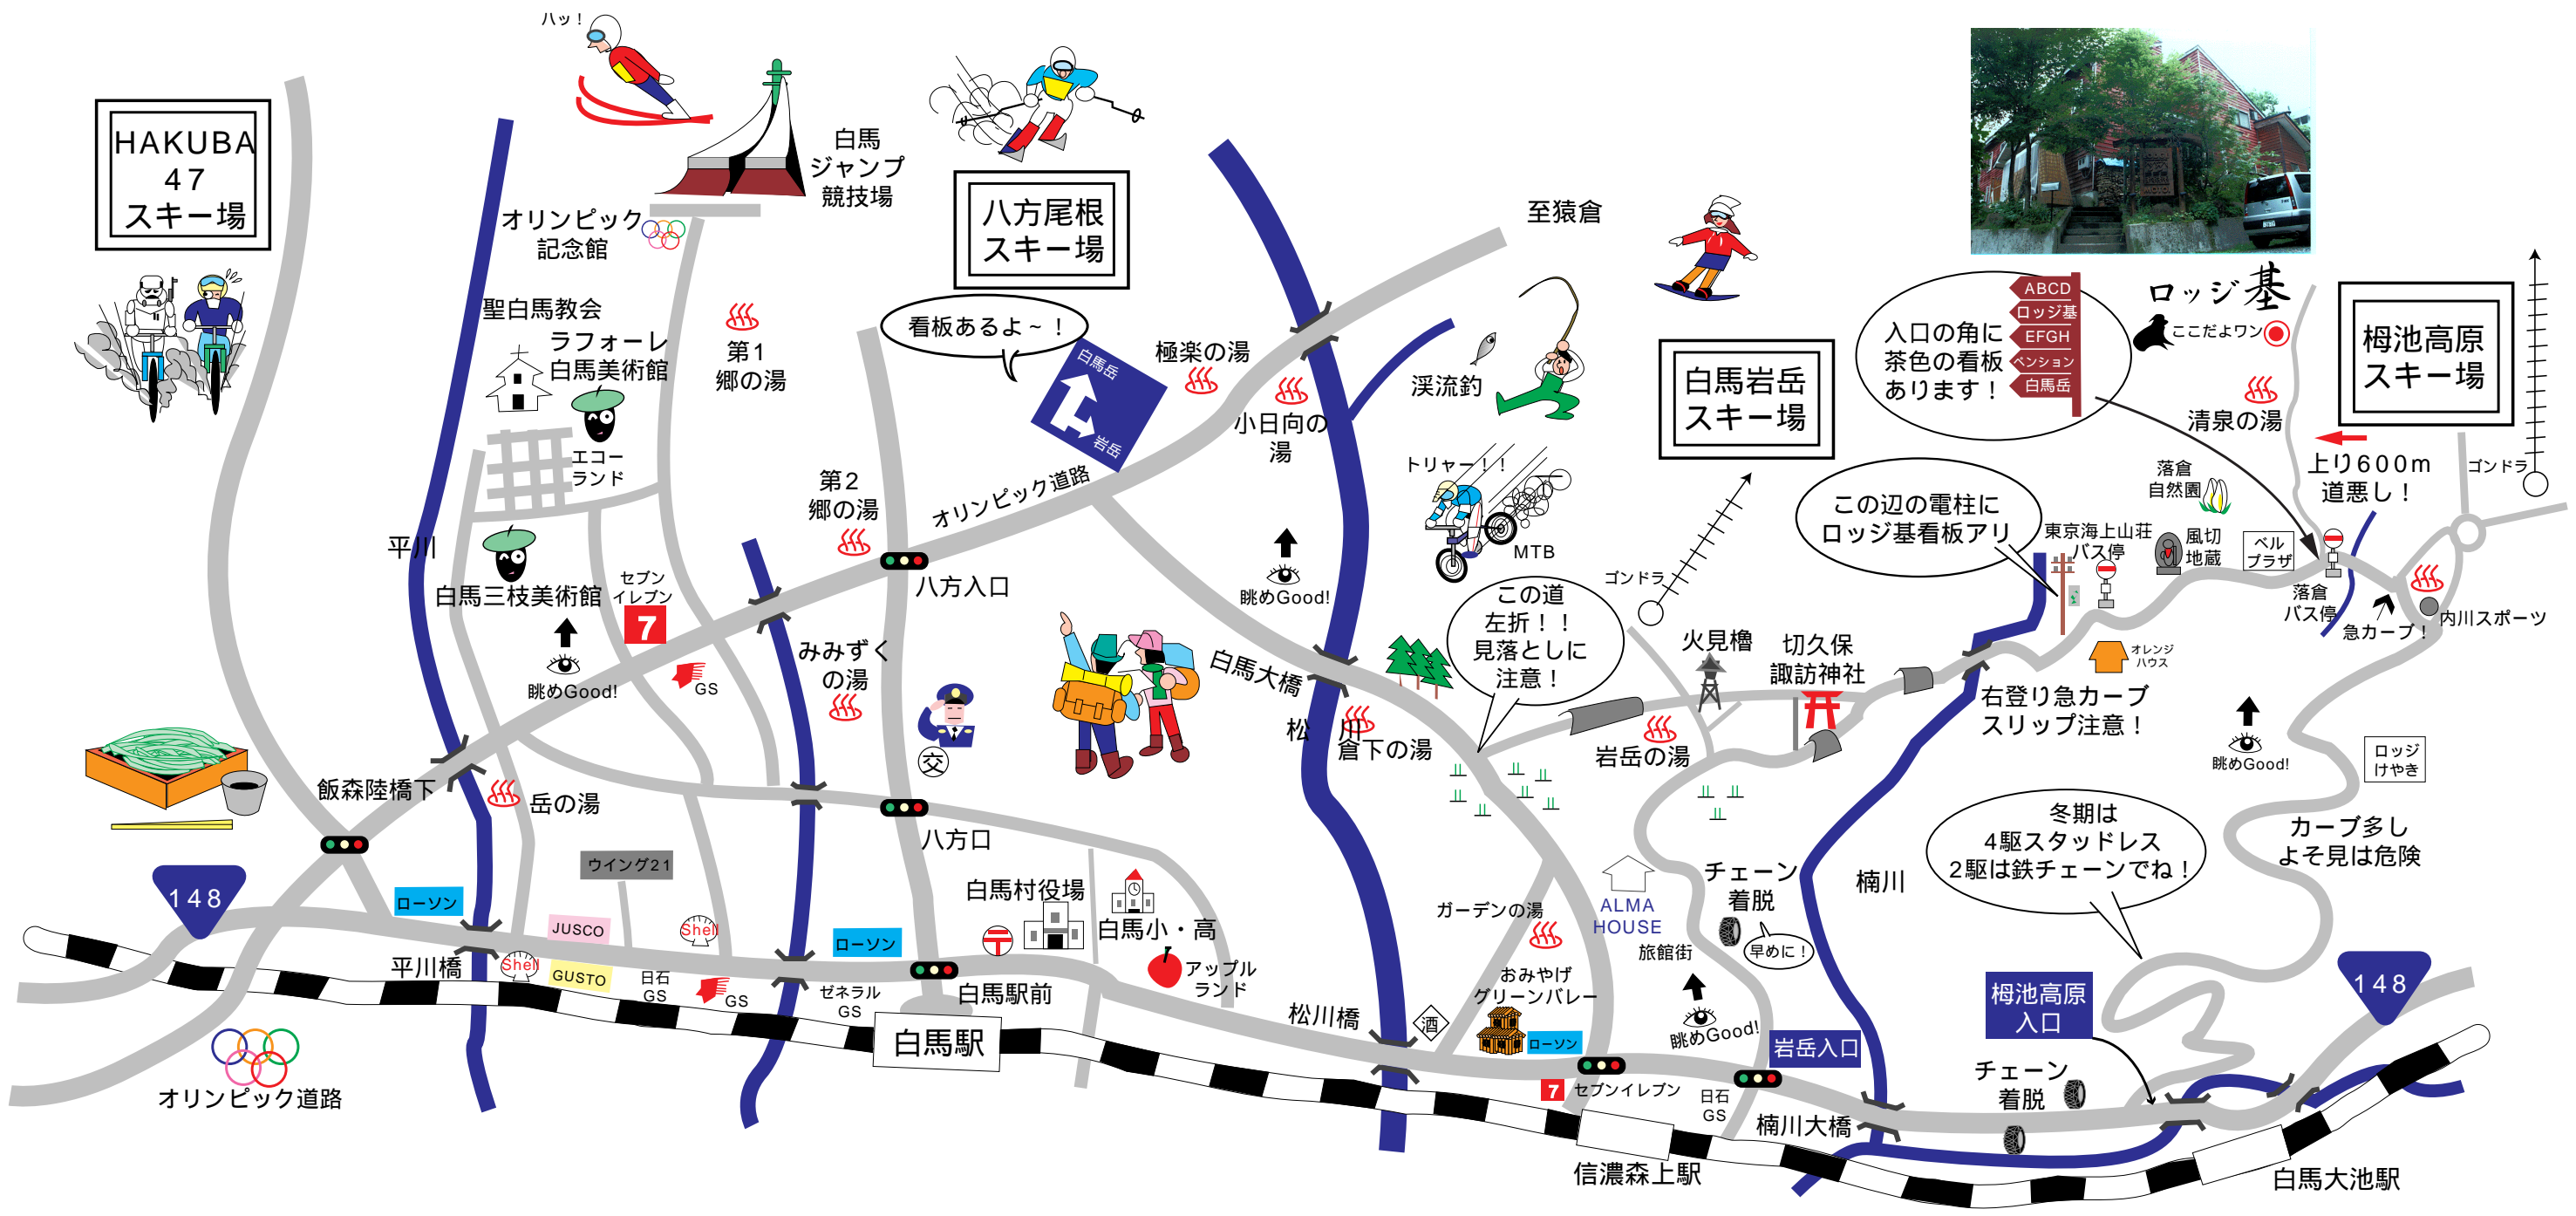 ハッ！
HAKUBA
47
スキー場
白馬
ジャンプ
競技場
オリンピック
記念館
八方尾根
スキー場
至猿倉
聖白馬教会
ラフォーレ
白馬美術館
第1
郷の湯
看板あるよ～！
白馬岳
岩岳
極楽の湯
小日向の
湯
渓流釣
白馬岩岳
スキー場
入口の角に
茶色の看板
あります！
ABCD
ロッジ基
EFGH
ペンション
白馬岳
ロッジ基
ここだよワン
栂池高原
スキー場
清泉の湯
上り600m
道悪し！
ゴンドラ
エコー
ランド
第2
郷の湯
オリンピック道路
トリャー！！
MTB
この辺の電柱に
ロッジ基看板アリ
落倉
自然園
東京海上山荘
バス停
風切
地蔵
ベル
プラザ
平川
白馬三枝美術館
セブン
イレブン
7
八方入口
眺めGood!
ゴンドラ
この道
左折！！
見落としに
注意！
落倉
バス停
急カーブ！
内川スポーツ
眺めGood!
GS
みみずく
の湯
白馬大橋
火見櫓
切久保
諏訪神社
オレンジ
ハウス
右登り急カーブ
スリップ注意！
交
松川
倉下の湯
岩岳の湯
眺めGood!
ロッジ
けやき
飯森陸橋下
岳の湯
八方口
冬期は
4駆スタッドレス
2駆は鉄チェーンでね！
カーブ多し
よそ見は危険
148
ローソン
ウイング21
JUSCO
Shell
ローソン
白馬村役場
白馬小・高
ガーデンの湯
ALMA
HOUSE
チェーン
着脱
早めに！
楠川
旅館街
平川橋
Shell
GUSTO
日石
GS
GS
ゼネラル
GS
白馬駅前
アップル
ランド
おみやげ
グリーンバレー
栂池高原
入口
148
白馬駅
松川橋
酒
ローソン
眺めGood!
岩岳入口
オリンピック道路
7
セブンイレブン
日石
GS
楠川大橋
チェーン
着脱
信濃森上駅
白馬大池駅